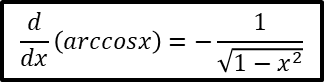 d/dx (arccosx) = − 1/√(1 − x²)